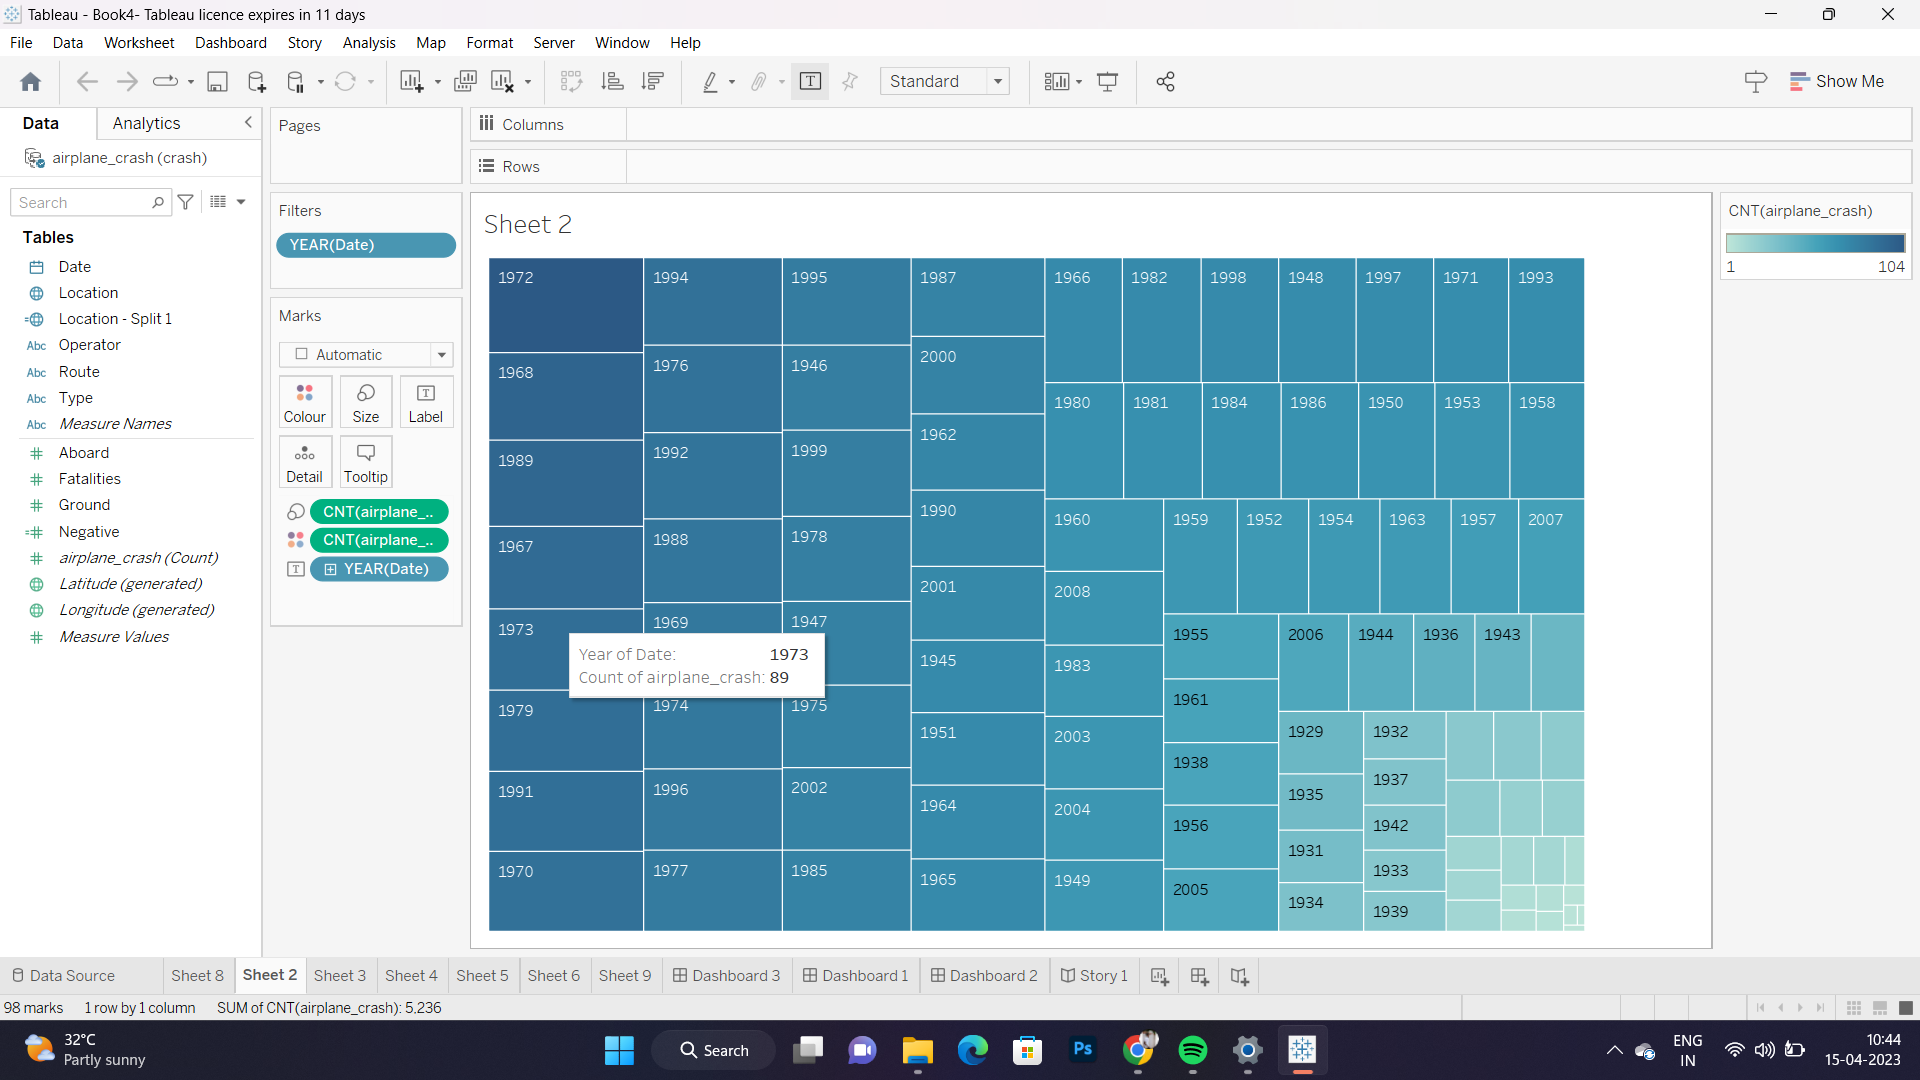 Tableau - Book4- Tableau licence expires in 11 days
File Data Worksheet Dashboard Story Analysis Map Format Server Window Help
Standard
Show Me
Data Analytics
airplane_crash (crash)
Search
Tables
Date
Location
Location - Split 1
Abc Operator
Abc Route
Abc Type
Abc Measure Names
Aboard
Fatalities
Ground
Negative
airplane_crash (Count)
Latitude (generated)
Longitude (generated)
Measure Values
Pages
Filters
YEAR(Date)
Marks
Automatic
Colour Size Label
Detail Tooltip
CNT(airplane_..
CNT(airplane_..
YEAR(Date)
Columns
Rows
Sheet 2
1972
1968
1989
1967
1973
1979
1991
1970
1994
1976
1992
1988
1969
1974
1996
1977
1995
1946
1999
1978
1947
1975
2002
1985
1987
2000
1962
1990
2001
1945
1951
1964
1965
1966 1982 1998 1948 1997 1971 1993
1980 1981 1984 1986 1950 1953 1958
1960
2008
1983
2003
2004
1949
1959 1952 1954 1963 1957 2007
1955
1961
1938
1956
2005
2006 1944 1936 1943
1929
1935
1931
1934
1932
1937
1942
1933
1939
Year of Date: 1973
Count of airplane_crash: 89
CNT(airplane_crash)
1 104
Data Source Sheet 8 Sheet 2 Sheet 3 Sheet 4 Sheet 5 Sheet 6 Sheet 9 Dashboard 3 Dashboard 1 Dashboard 2 Story 1
98 marks 1 row by 1 column SUM of CNT(airplane_crash): 5,236
32°C
Partly sunny
Search
Ps
ENG
IN
10:44
15-04-2023